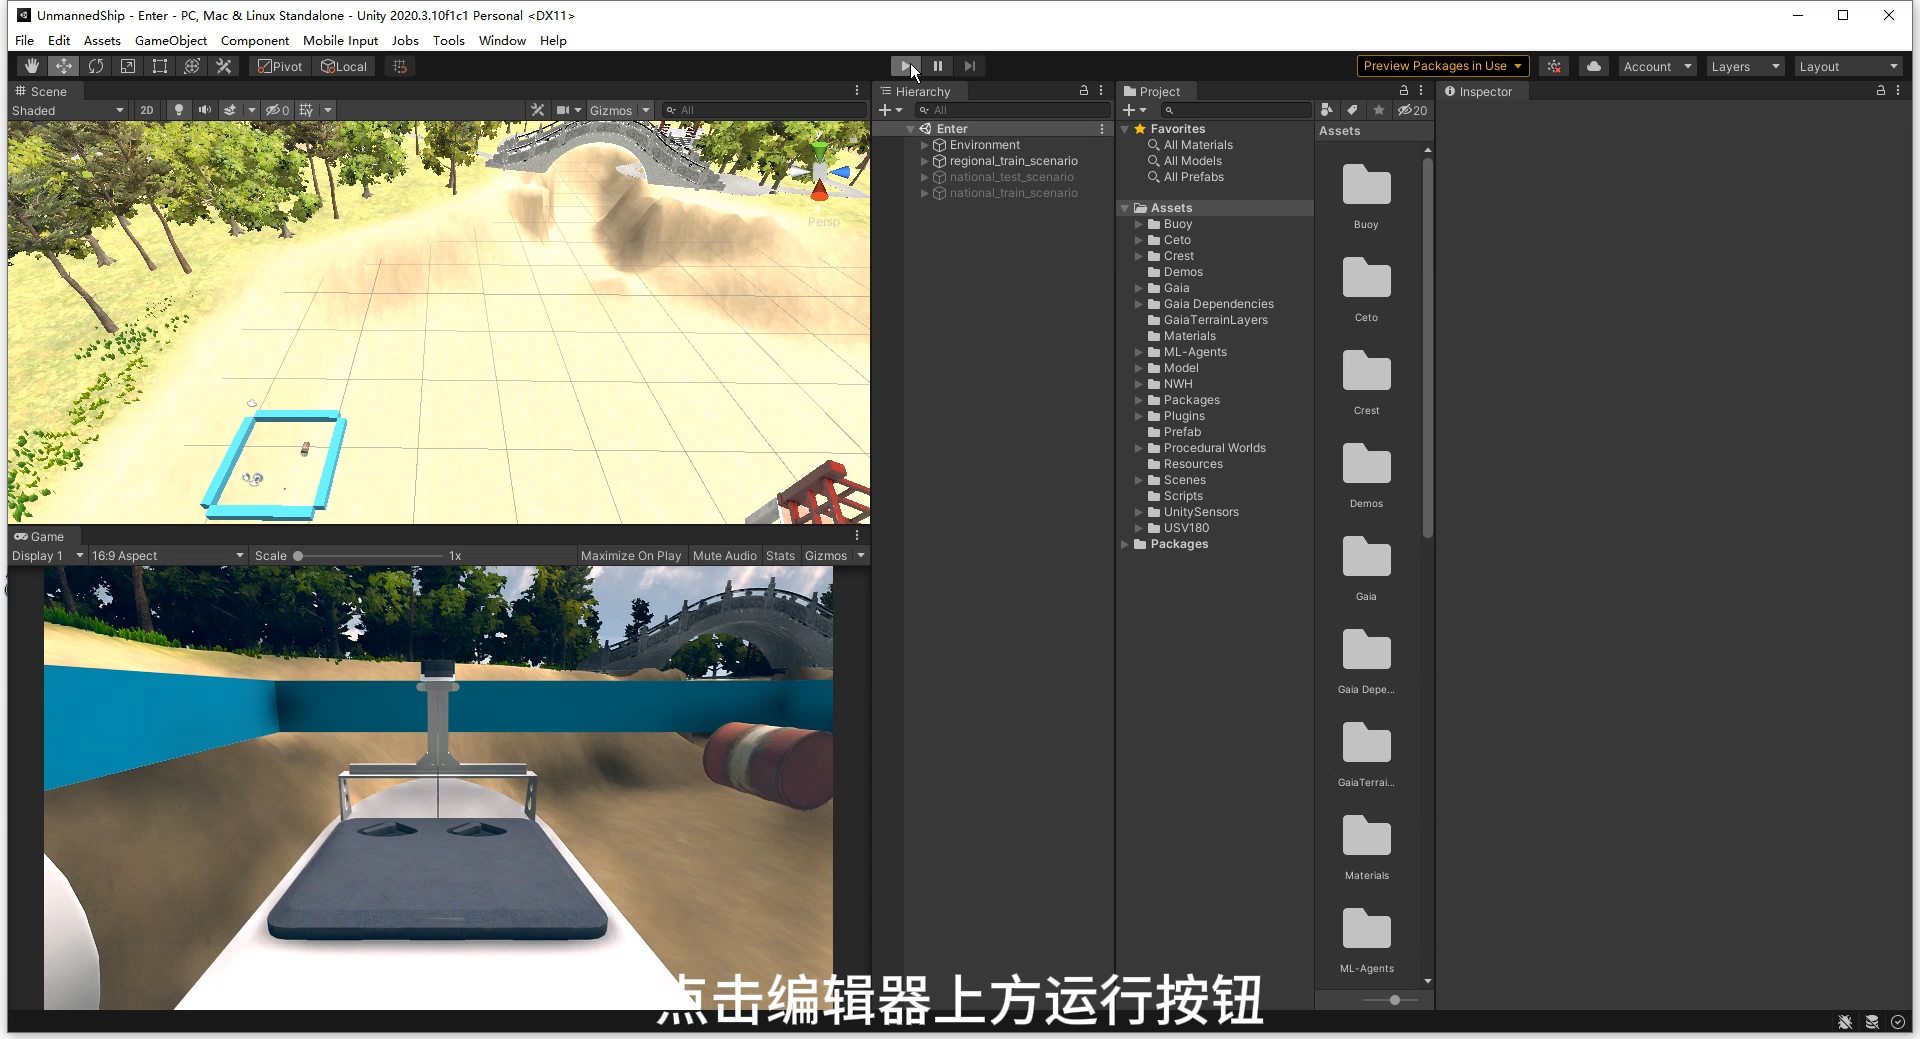 UnmannedShip - Enter - PC, Mac & Linux Standalone - Unity 2020.3.10f1c1 Personal <DX11>
File Edit Assets GameObject Component Mobile Input Jobs Tools Window Help
Pivot Local Preview Packages in Use Account Layers Layout
Scene
Shaded 2D 0 Gizmos All
Persp
Game
Display 1 16:9 Aspect Scale 1x Maximize On Play Mute Audio Stats Gizmos
Hierarchy
All
Enter
Environment
regional_train_scenario
national_test_scenario
national_train_scenario
Project
20
Favorites
All Materials
All Models
All Prefabs
Assets
Buoy
Ceto
Crest
Demos
Gaia
Gaia Dependencies
GaiaTerrainLayers
Materials
ML-Agents
Model
NWH
Packages
Plugins
Prefab
Procedural Worlds
Resources
Scenes
Scripts
UnitySensors
USV180
Packages
Assets
Buoy
Ceto
Crest
Demos
Gaia
Gaia Depe...
GaiaTerrai...
Materials
ML-Agents
Inspector
点击编辑器上方运行按钮